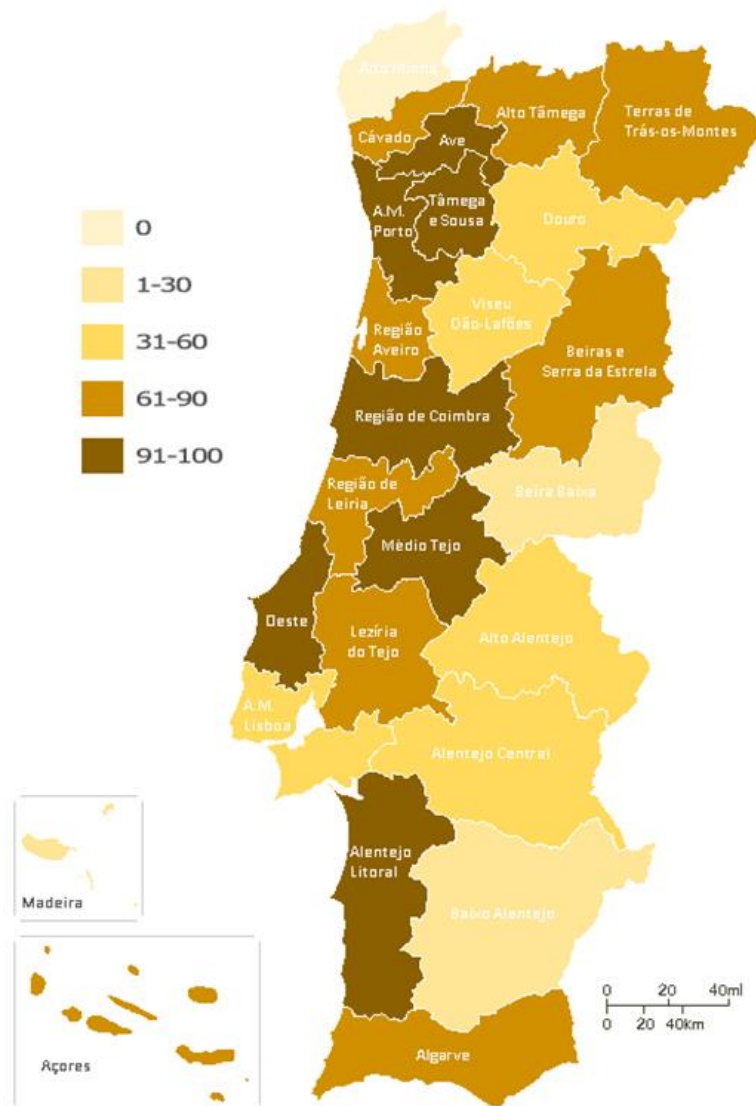 Alto Minho
Cávado
Ave
Alto Tâmega
Terras de
Trás-os-Montes
A.M.
Porto
Tâmega
e Sousa
Douro
0
1-30
31-60
61-90
91-100
Região
Aveiro
Viseu
Dão-Lafões
Beiras e
Serra da Estrela
Região de Coimbra
Região de
Leiria
Beira Baixa
Mèdio Tejo
Oeste
Lezíria
do Tejo
Alto Alentejo
A.M.
Lisboa
Alentejo Central
Alentejo
Litoral
Baixo Alentejo
Madeira
Açores
Algarve
0 20 40ml
0 20 40km